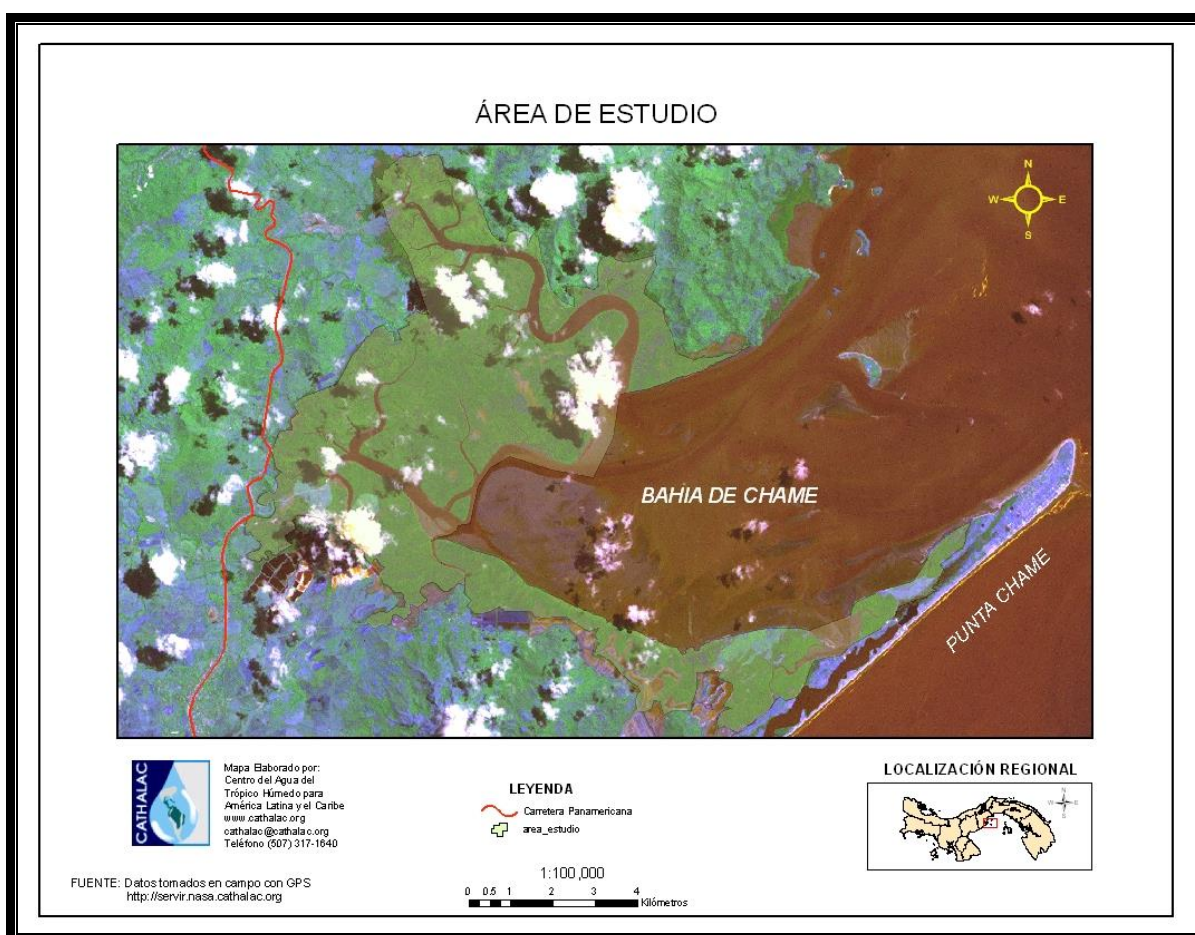 ÁREA DE ESTUDIO
N
W E
S
BAHIA DE CHAME
PUNTA CHAME
CATHALAC
Mapa Elaborado por:
Centro del Agua del
Trópico Húmedo para
América Latina y el Caribe
www.cathalac.org
cathalac@cathalac.org
Teléfono (507) 317-1640
LEYENDA
Carretera Panamericana
area_estudio
LOCALIZACIÓN REGIONAL
N
W E
S
1:100,000
0 0.5 1 2 3 4
Kilómetros
FUENTE: Datos tomados en campo con GPS
http://servir.nasa.cathalac.org